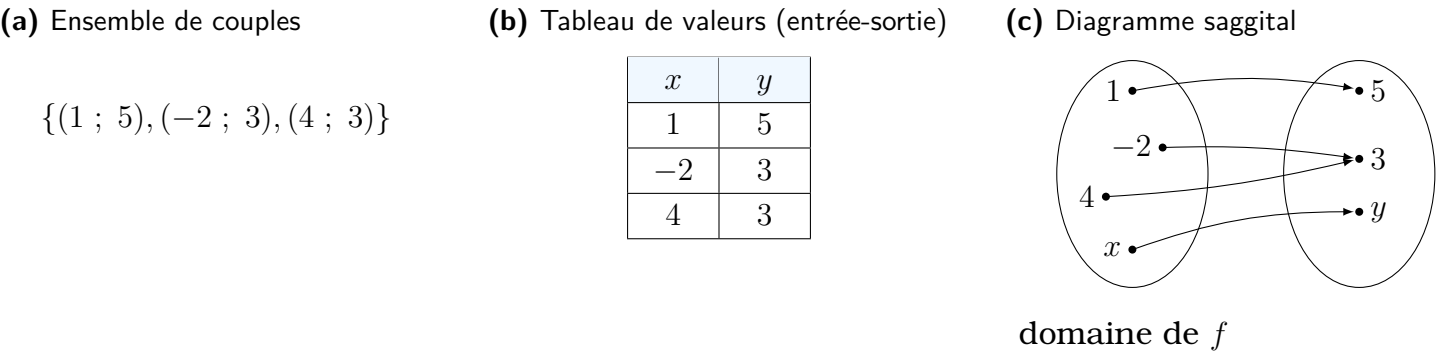 (a) Ensemble de couples
{(1 ; 5), (−2 ; 3), (4 ; 3)}
(b) Tableau de valeurs (entrée-sortie)
x y
1 5
−2 3
4 3
(c) Diagramme saggital
1 5
−2 3
4
x y
domaine de f